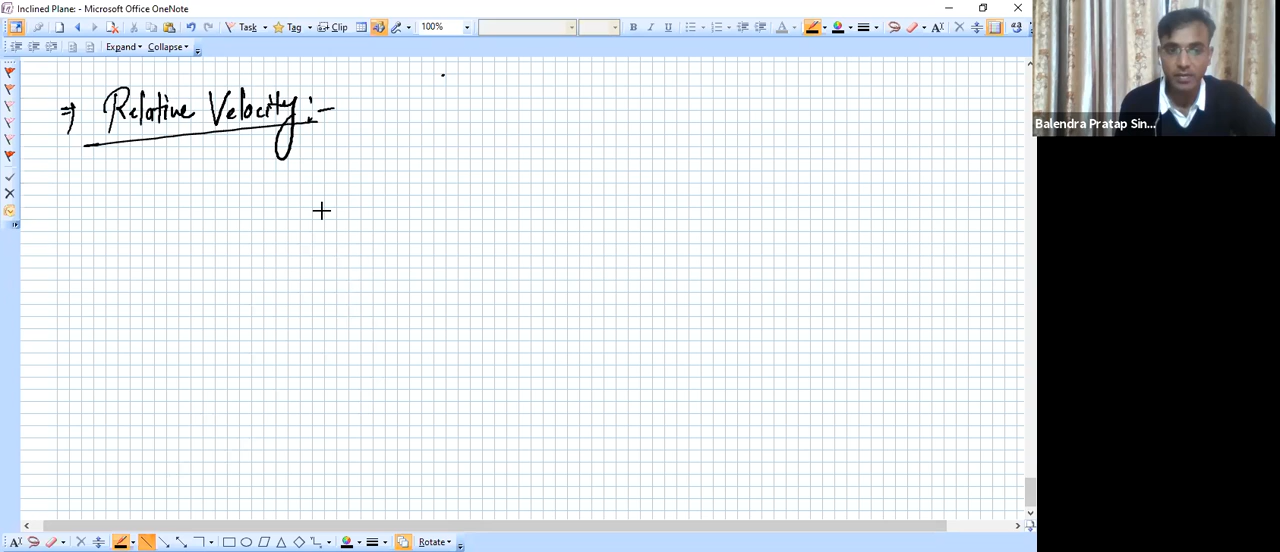 Inclined Plane: - Microsoft Office OneNote
Task Tag Clip 100% B I U
Expand Collapse
⇒ Relative Velocity :-
Balendra Pratap Sin...
Rotate